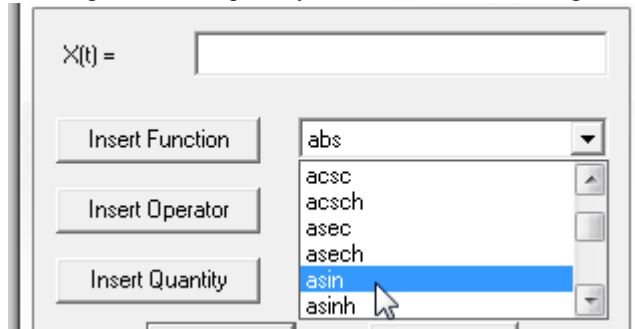 X(t) =
Insert Function
abs
acsc
acsch
Insert Operator
asec
asech
Insert Quantity
asin
asinh